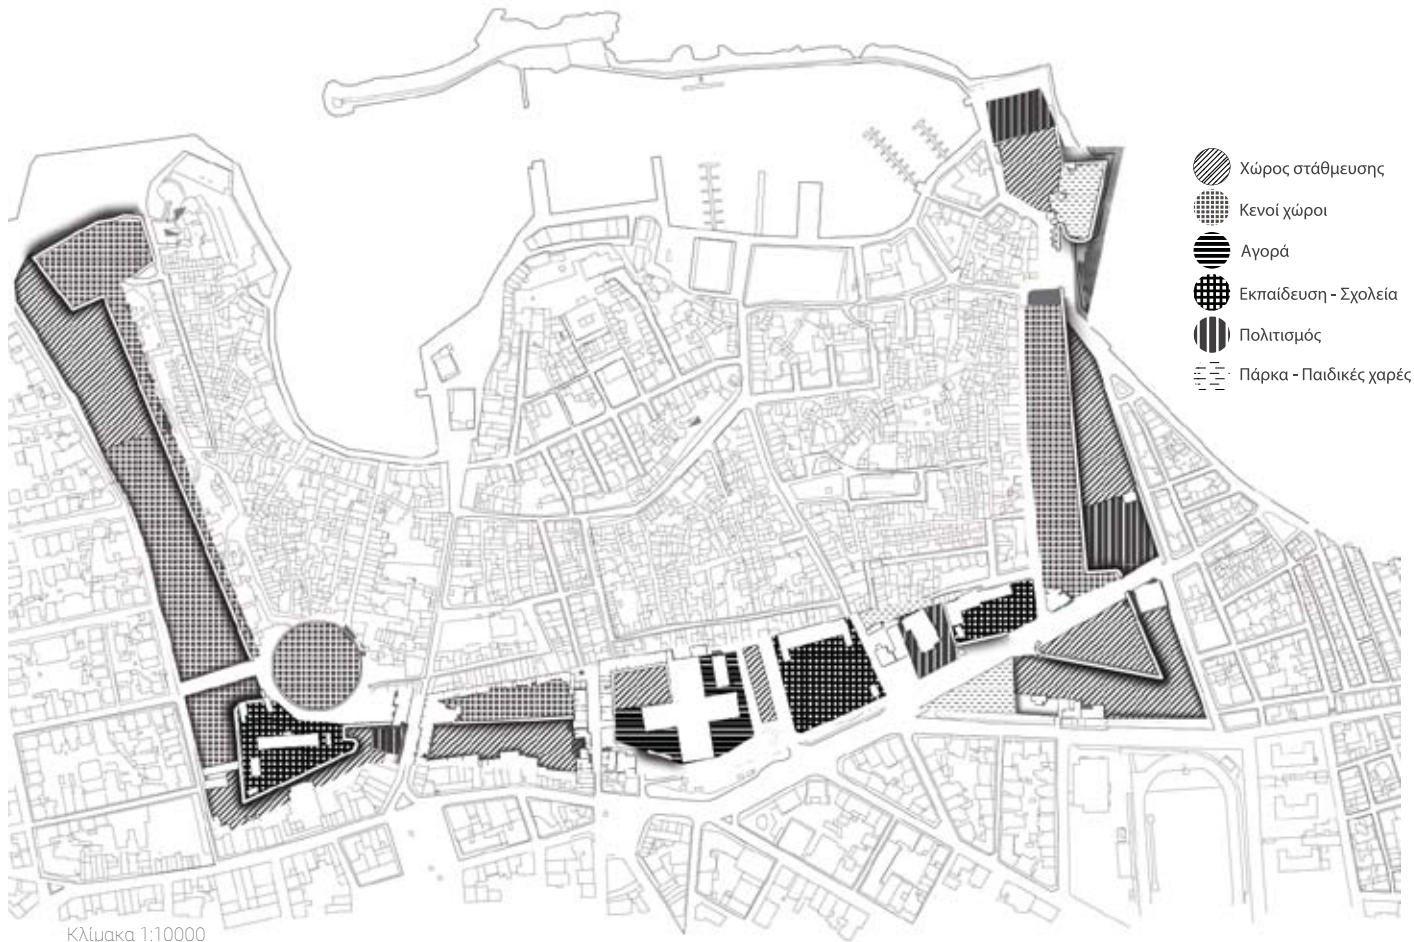 Χώρος στάθμευσης
Κενοί χώροι
Αγορά
Εκπαίδευση - Σχολεία
Πολιτισμός
Πάρκα - Παιδικές χαρές
Κλίμακα 1:10000